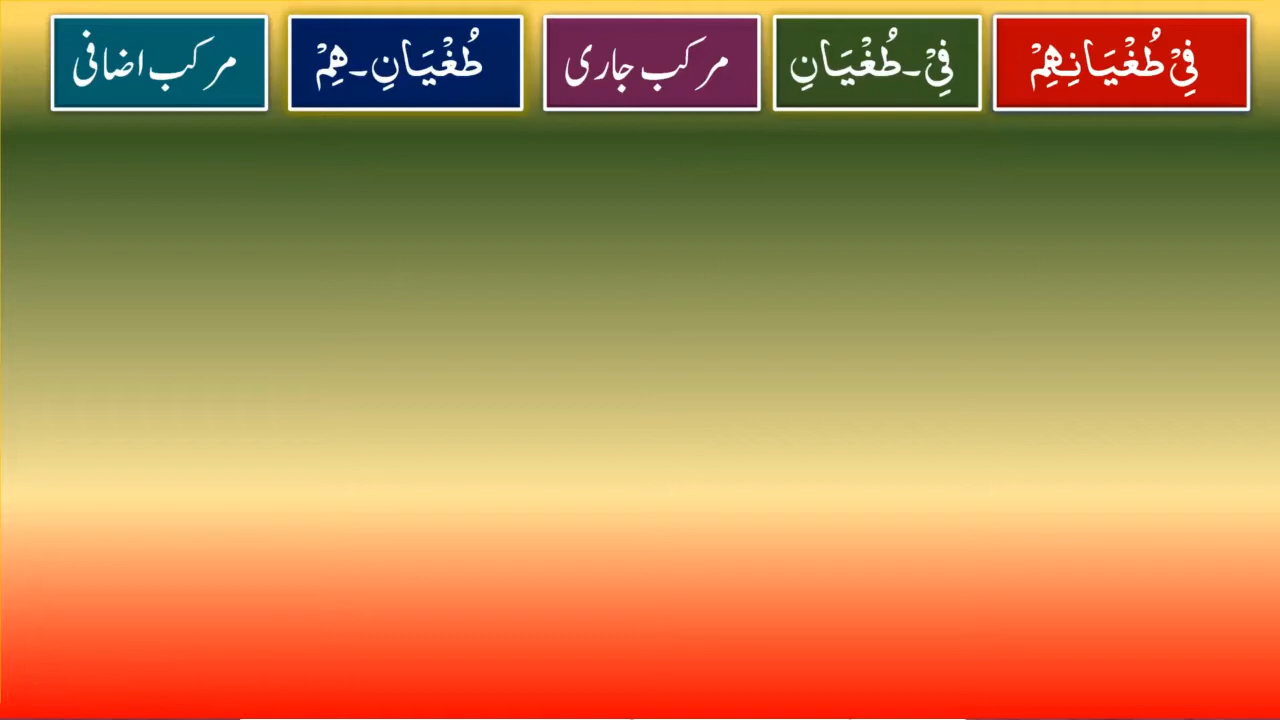 فِیْ طُغْیَانِهِمْ فِیْ۔طُغْیَانِ مرکب جاری طُغْیَانِ۔هِمْ مرکب اضافی